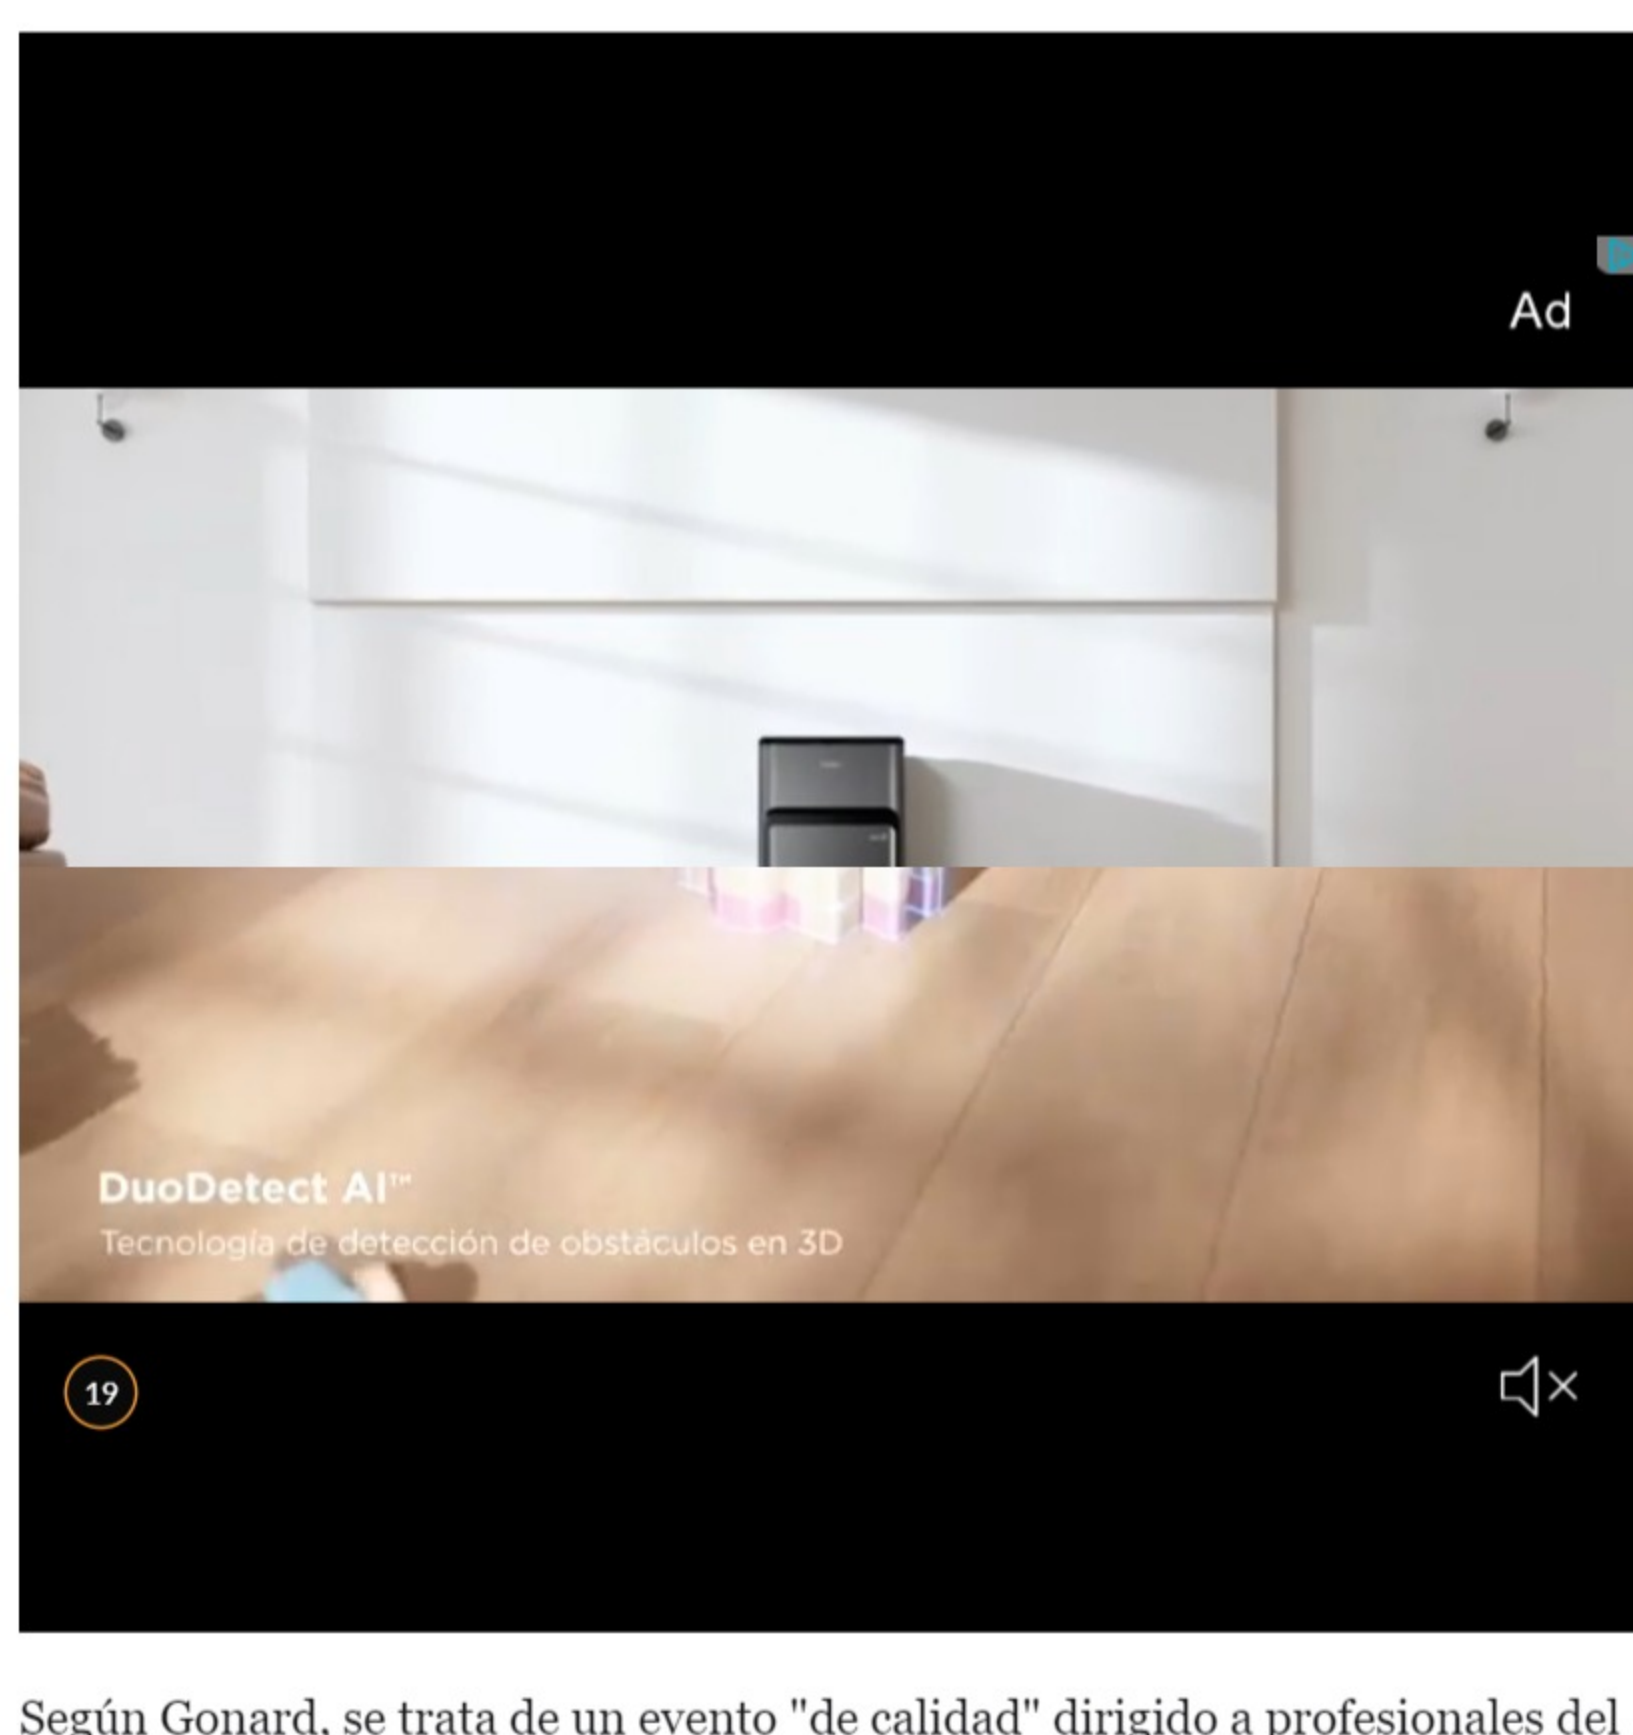 Ad
DuoDetect AI™
Tecnología de detección de obstáculos en 3D
19
Según Gonard, se trata de un evento "de calidad" dirigido a profesionales del